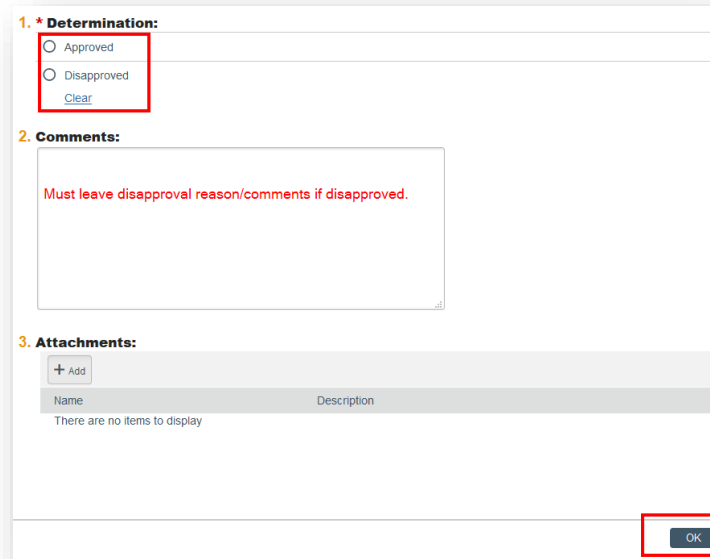 1. * Determination:
Approved
Disapproved
Clear
2. Comments:
Must leave disapproval reason/comments if disapproved.
3. Attachments:
+ Add
Name Description
There are no items to display
OK